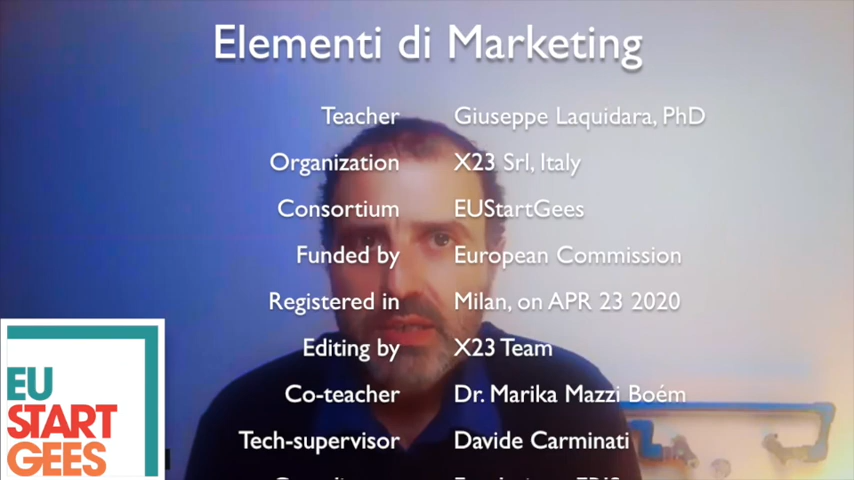 Elementi di Marketing
Teacher Giuseppe Laquidara, PhD
Organization X23 Srl, Italy
Consortium EUStartGees
Funded by European Commission
Registered in Milan, on APR 23 2020
Editing by X23 Team
Co-teacher Dr. Marika Mazzi Boém
Tech-supervisor Davide Carminati
EU
START
GEES